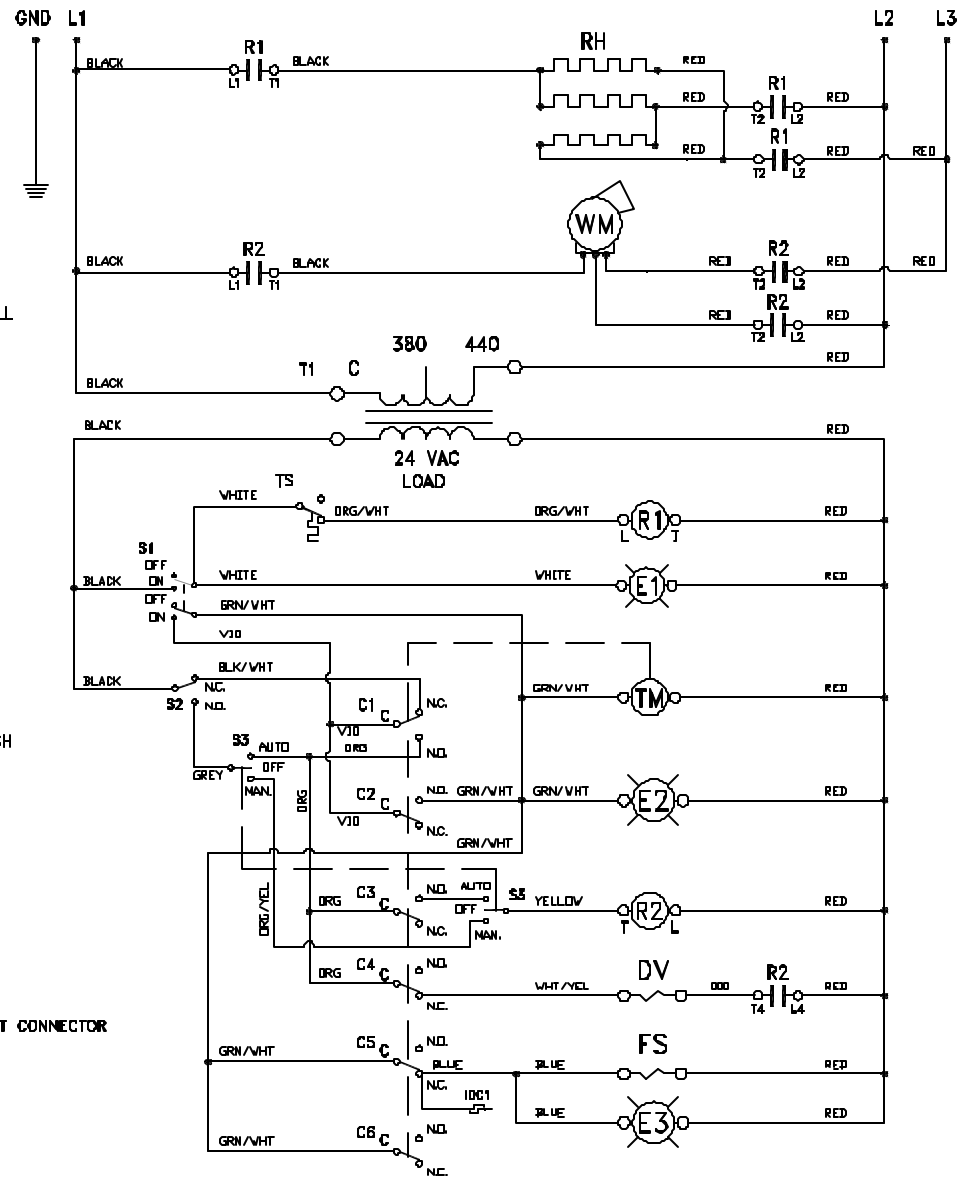 GND L1 L2 L3
BLACK R1 BLACK RH RED
L1 T1
RED R1 RED
T2 L2
R1
RED RED RED
T2 L2
WM
BLACK R2 BLACK RED R2 RED RED
L1 T1 T2 L2
R2
RED RED
T2 L2
380 440
T1 C RED
BLACK
BLACK RED
24 VAC
LOAD
TS
WHITE
ORG/WHT ORG/WHT R1 RED
L T
S1
OFF
BLACK ON WHITE WHITE E1 RED
OFF GRN/WHT
ON
VIO
BLK/WHT
BLACK N.C. GRN/WHT TM RED
S2 N.O. C1 C N.C.
VIO
S3 AUTO ORG N.O.
GREY OFF
MAN.
ORG C2 C N.O. GRN/WHT GRN/WHT E2 RED
VIO N.C.
GRN/WHT
ORG/YEL
ORG C3 C N.O. AUTO S3 YELLOW R2 RED
OFF T L
N.C. MAN.
ORG C4 C N.O. DV R2
WHT/YEL RED
N.C. T4 L4
T CONNECTOR
GRN/WHT C5 C N.O. FS
BLUE BLUE RED
N.C. IDC1
BLUE E3 RED
GRN/WHT C6 C N.O.
N.C.